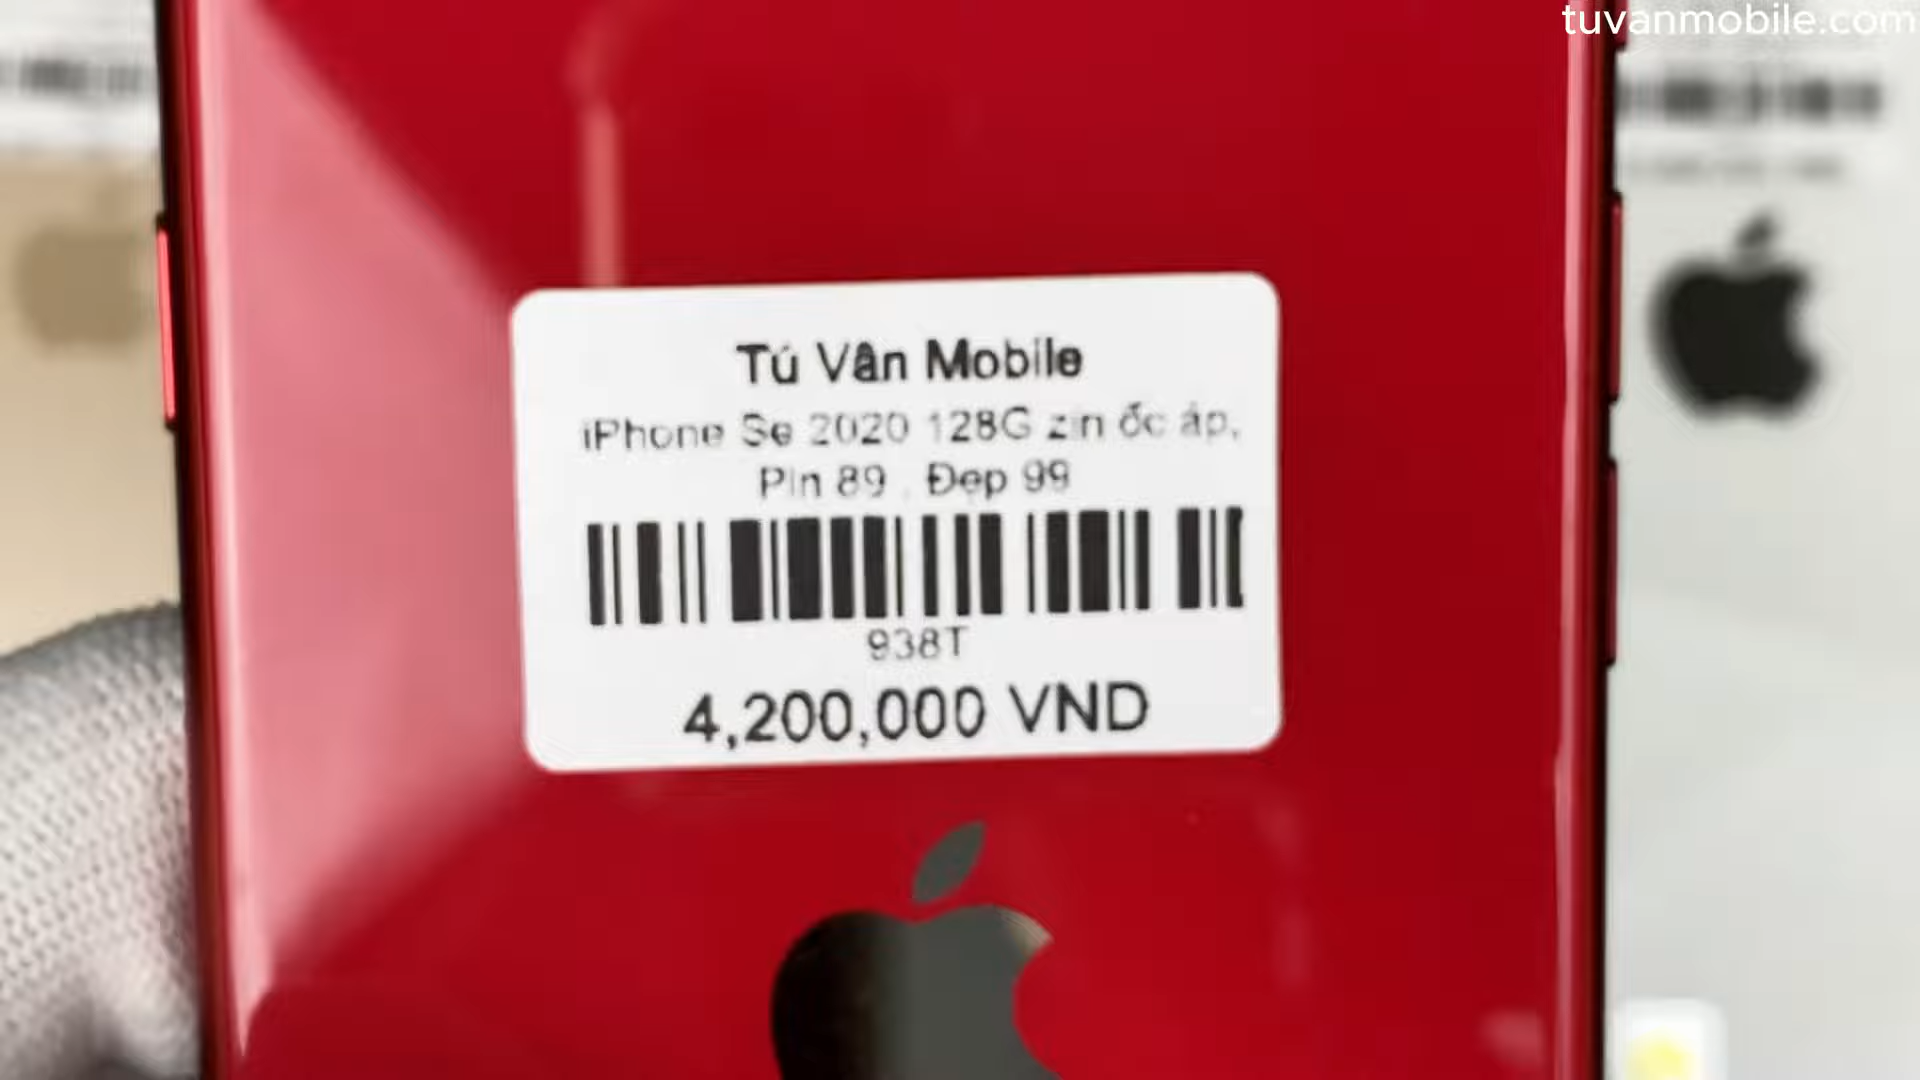 tuvanmobile.com
Tú Vân Mobile
iPhone Se 2020 128G zin ốc áp,
Pin 89 . Đẹp 99
938T
4,200,000 VND